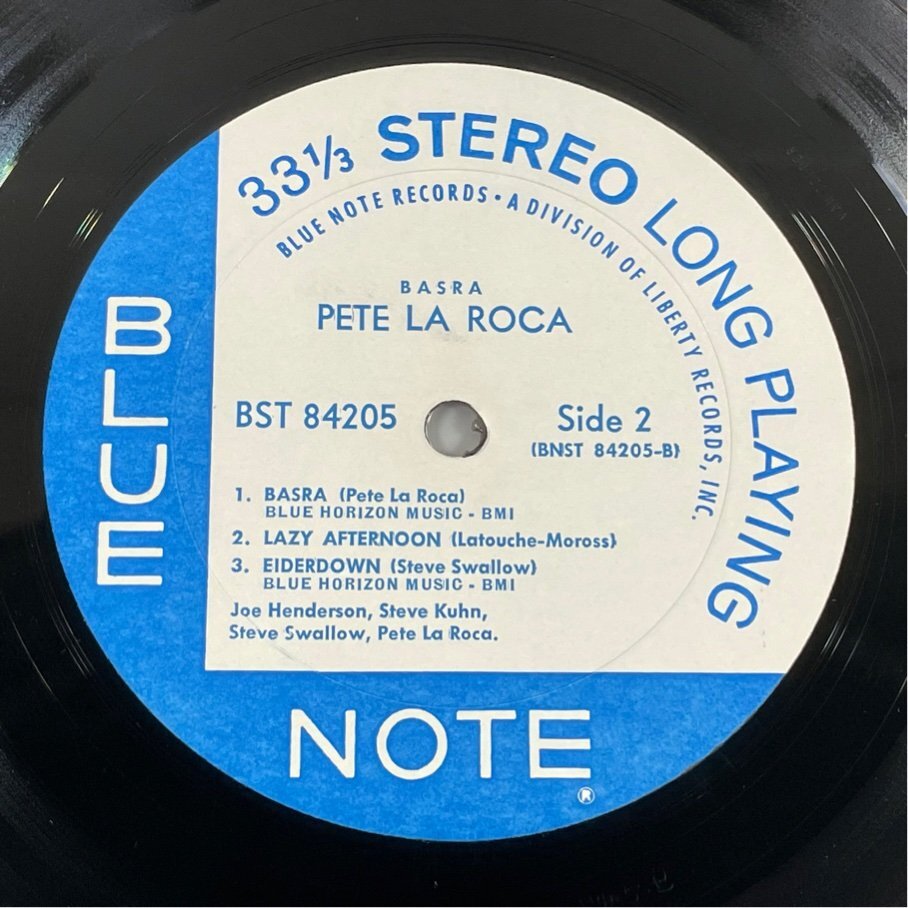 33⅓ STEREO LONG PLAYING
BLUE NOTE RECORDS • A DIVISION OF LIBERTY RECORDS, INC.
BASRA
PETE LA ROCA
BST 84205
Side 2
(BNST 84205-B)
1. BASRA (Pete La Roca)
BLUE HORIZON MUSIC - BMI
2. LAZY AFTERNOON (Latouche-Moross)
3. EIDERDOWN (Steve Swallow)
BLUE HORIZON MUSIC - BMI
Joe Henderson, Steve Kuhn,
Steve Swallow, Pete La Roca.
BLUE
NOTE
®